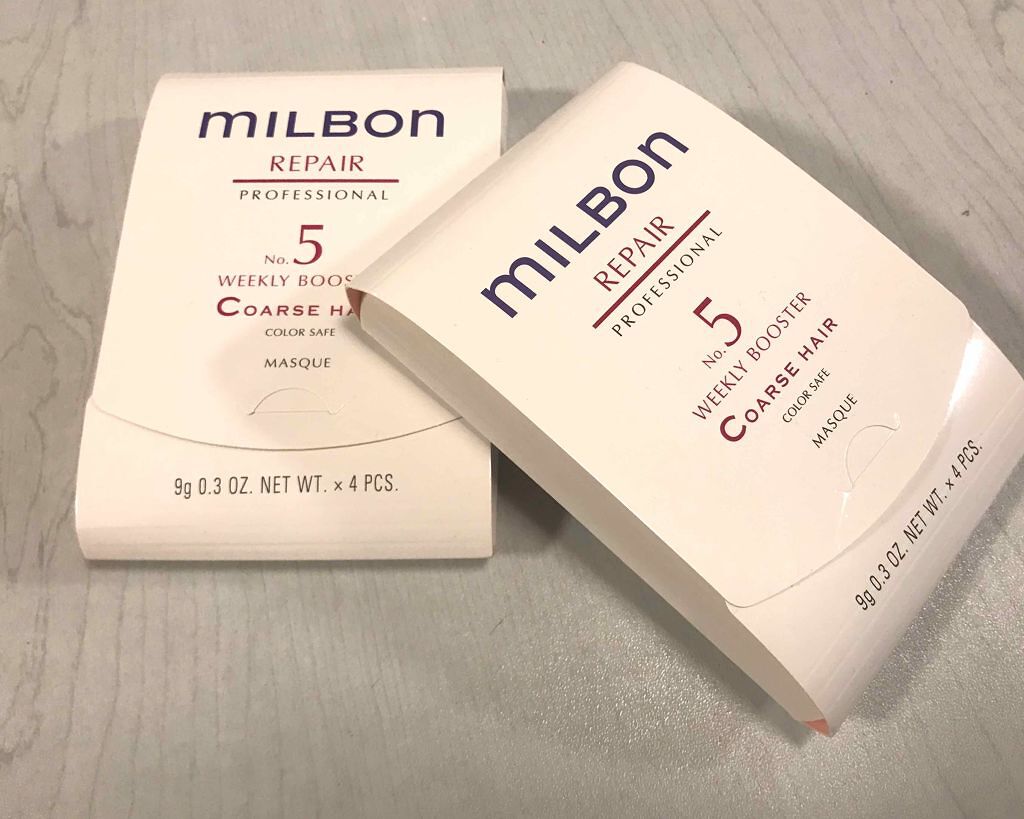 MILBON
REPAIR
PROFESSIONAL
No. 5
WEEKLY
COARSE
COLOR SAFE
MASQUE
9g 0.3 OZ. NET WT. × 4 PCS.
MILBON
REPAIR
PROFESSIONAL
No. 5
WEEKLY BOOSTER
COARSE HAIR
COLOR SAFE
MASQUE
9g 0.3 OZ. NET WT. × 4 PCS.